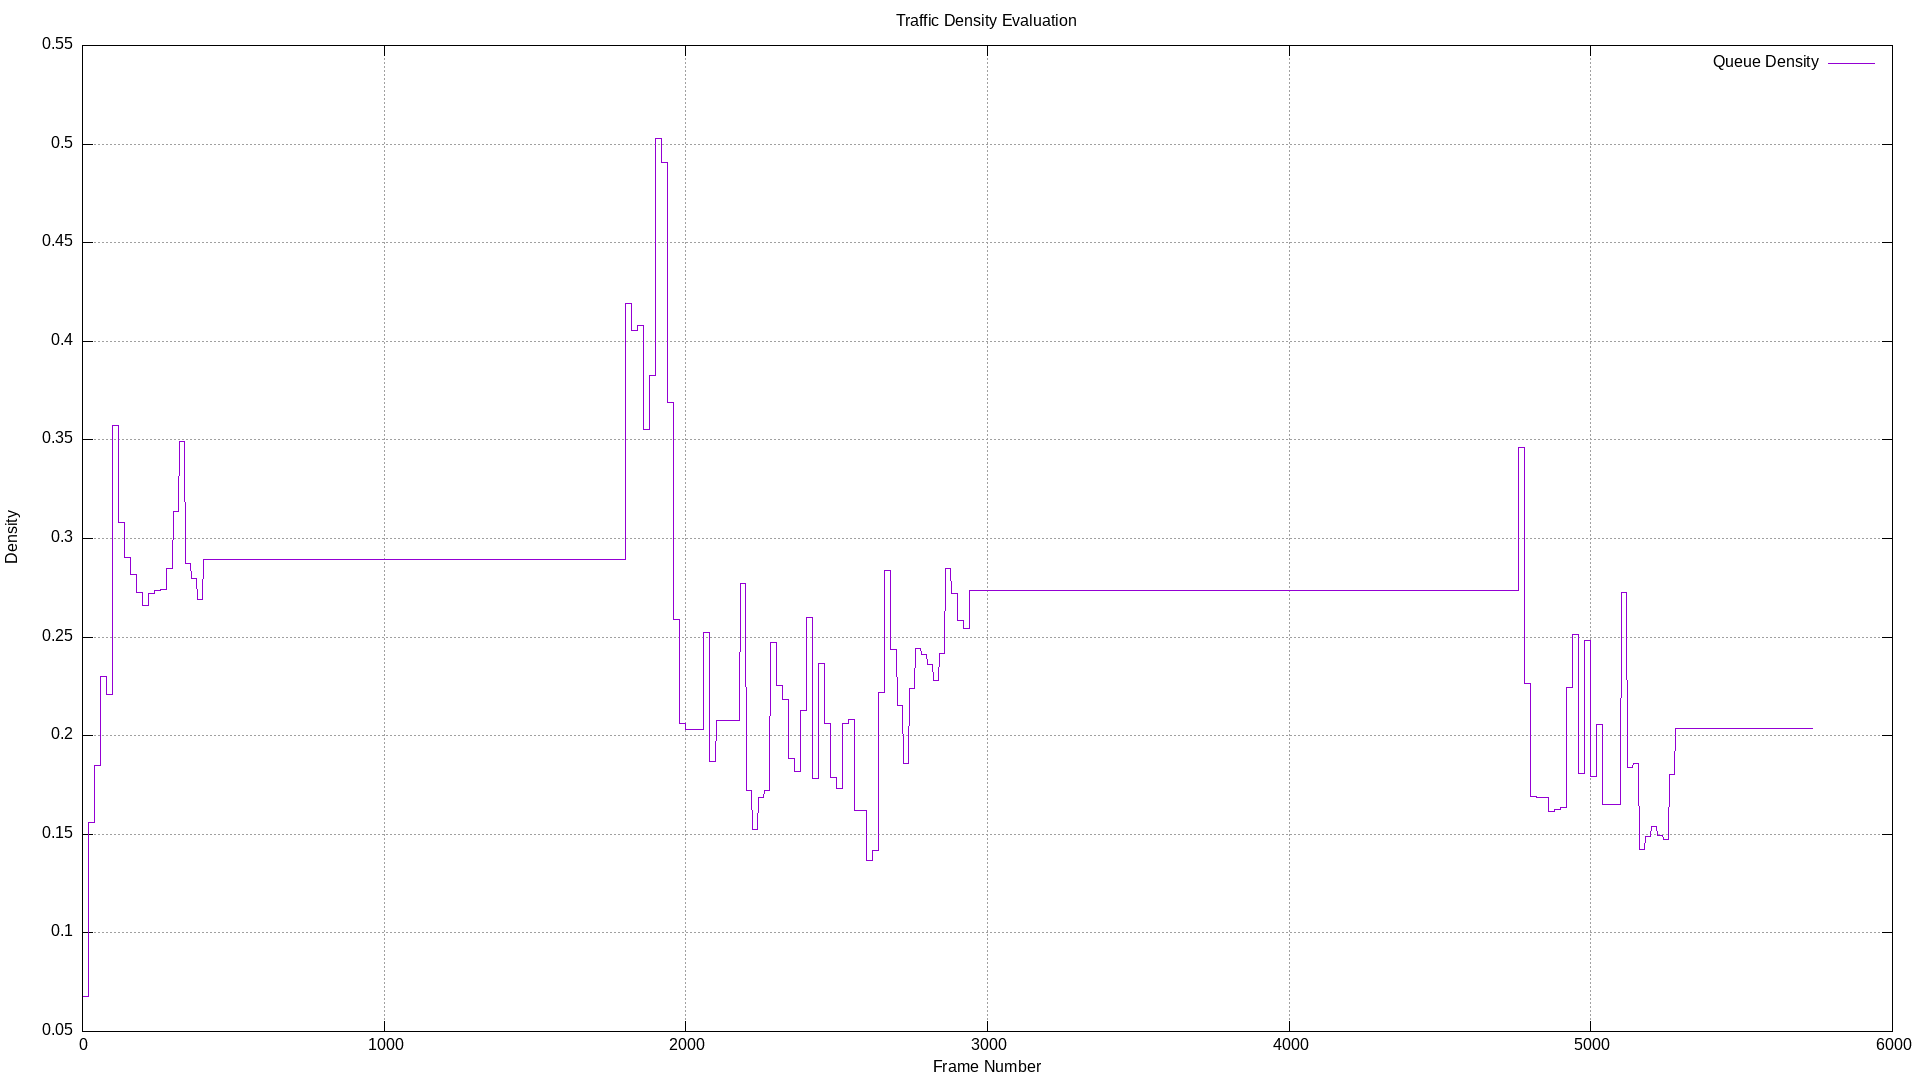 Traffic Density Evaluation
Queue Density
0.55
0.5
0.45
0.4
0.35
0.3
0.25
0.2
0.15
0.1
0.05
Density
0 1000 2000 3000 4000 5000 6000
Frame Number